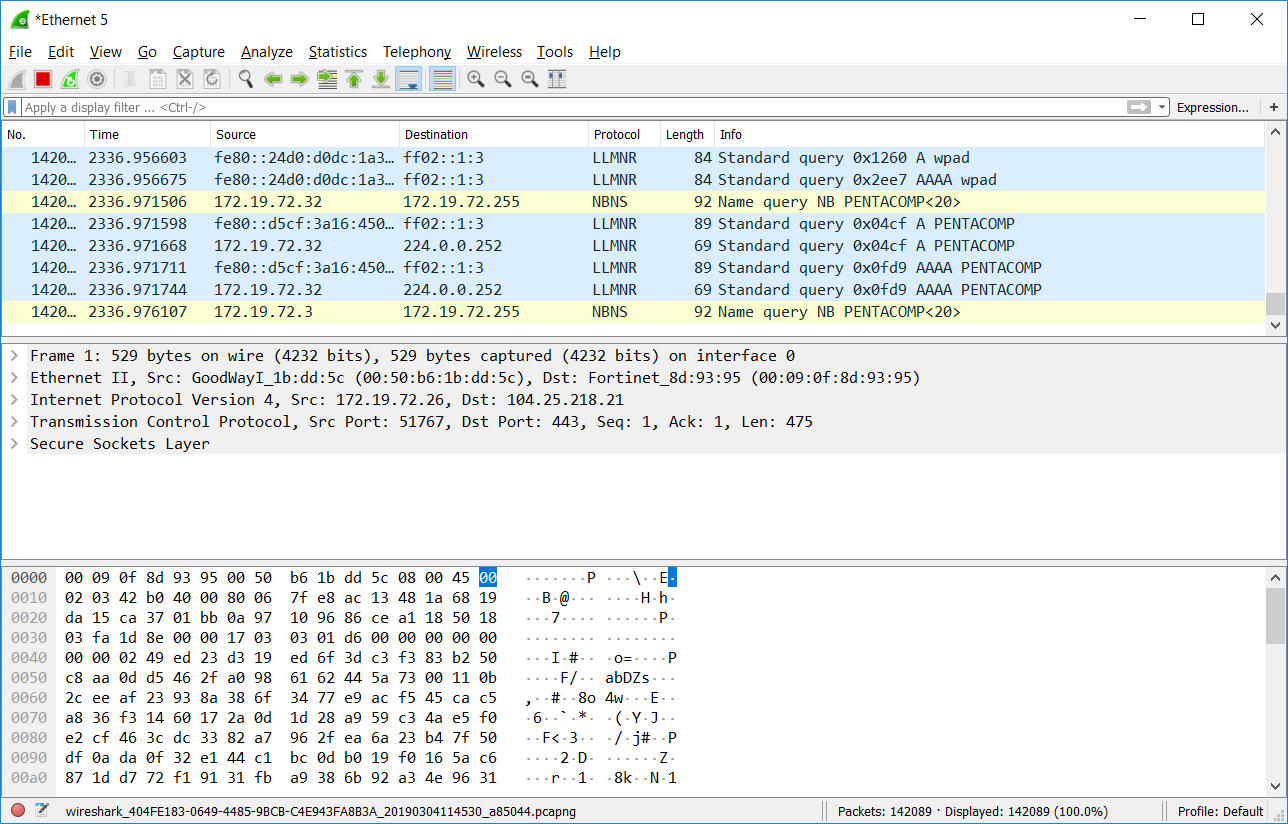 *Ethernet 5
File Edit View Go Capture Analyze Statistics Telephony Wireless Tools Help
Apply a display filter ... <Ctrl-/> Expression... +
No. Time Source Destination Protocol Length Info
1420… 2336.956603 fe80::24d0:d0dc:1a3… ff02::1:3 LLMNR 84 Standard query 0x1260 A wpad
1420… 2336.956675 fe80::24d0:d0dc:1a3… ff02::1:3 LLMNR 84 Standard query 0x2ee7 AAAA wpad
1420… 2336.971506 172.19.72.32 172.19.72.255 NBNS 92 Name query NB PENTACOMP<20>
1420… 2336.971598 fe80::d5cf:3a16:450… ff02::1:3 LLMNR 89 Standard query 0x04cf A PENTACOMP
1420… 2336.971668 172.19.72.32 224.0.0.252 LLMNR 69 Standard query 0x04cf A PENTACOMP
1420… 2336.971711 fe80::d5cf:3a16:450… ff02::1:3 LLMNR 89 Standard query 0x0fd9 AAAA PENTACOMP
1420… 2336.971744 172.19.72.32 224.0.0.252 LLMNR 69 Standard query 0x0fd9 AAAA PENTACOMP
1420… 2336.976107 172.19.72.3 172.19.72.255 NBNS 92 Name query NB PENTACOMP<20>
Frame 1: 529 bytes on wire (4232 bits), 529 bytes captured (4232 bits) on interface 0
Ethernet II, Src: GoodWayI_1b:dd:5c (00:50:b6:1b:dd:5c), Dst: Fortinet_8d:93:95 (00:09:0f:8d:93:95)
Internet Protocol Version 4, Src: 172.19.72.26, Dst: 104.25.218.21
Transmission Control Protocol, Src Port: 51767, Dst Port: 443, Seq: 1, Ack: 1, Len: 475
Secure Sockets Layer
0000 00 09 0f 8d 93 95 00 50 b6 1b dd 5c 08 00 45 00 ·······P ···\··E·
0010 02 03 42 b0 40 00 80 06 7f e8 ac 13 48 1a 68 19 ··B·@··· ····H·h·
0020 da 15 ca 37 01 bb 0a 97 10 96 86 ce a1 18 50 18 ···7···· ······P·
0030 03 fa 1d 8e 00 00 17 03 03 01 d6 00 00 00 00 00 ········ ········
0040 00 00 02 49 ed 23 d3 19 ed 6f 3d c3 f3 83 b2 50 ···I·#·· ·o=····P
0050 c8 aa 0d d5 46 2f a0 98 61 62 44 5a 73 00 11 0b ····F/·· abDZs···
0060 2c ee af 23 93 8a 38 6f 34 77 e9 ac f5 45 ca c5 ,··#··8o 4w···E··
0070 a8 36 f3 14 60 17 2a 0d 1d 28 a9 59 c3 4a e5 f0 ·6··`·*· ·(·Y·J··
0080 e2 cf 46 3c dc 33 82 a7 96 2f ea 6a 23 b4 7f 50 ··F<·3·· ·/·j#··P
0090 df 0a da 0f 32 e1 44 c1 bc 0d b0 19 f0 16 5a c6 ····2·D· ······Z·
00a0 87 1d d7 72 f1 91 31 fb a9 38 6b 92 a3 4e 96 31 ···r··1· ·8k··N·1
wireshark_404FE183-0649-4485-9BCB-C4E943FA8B3A_20190304114530_a85044.pcapng Packets: 142089 · Displayed: 142089 (100.0%) Profile: Default